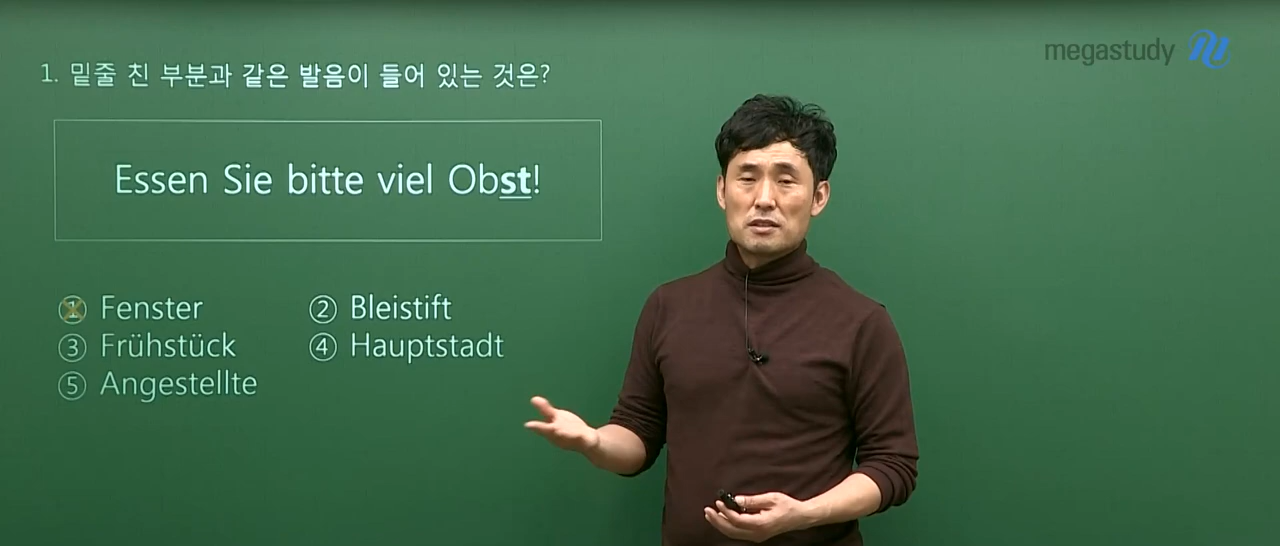 megastudy
1. 밑줄 친 부분과 같은 발음이 들어 있는 것은?
Essen Sie bitte viel Obst!
① Fenster ② Bleistift
③ Frühstück ④ Hauptstadt
⑤ Angestellte